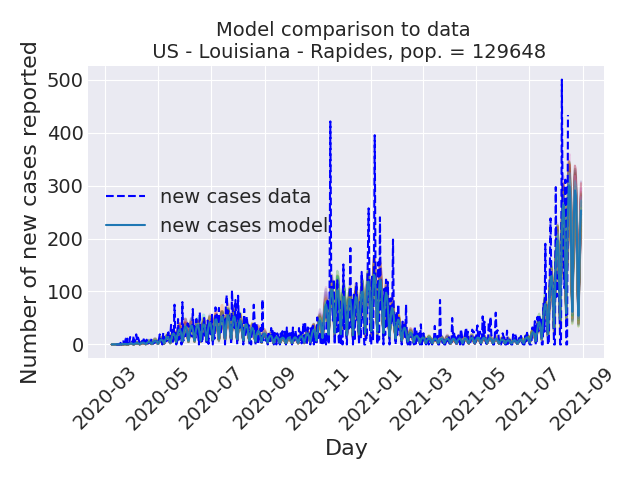 Model comparison to data
US - Louisiana - Rapides, pop. = 129648
Number of new cases reported
500
400
300
200
100
0
new cases data
new cases model
2020-03
2020-05
2020-07
2020-09
2020-11
2021-01
2021-03
2021-05
2021-07
2021-09
Day